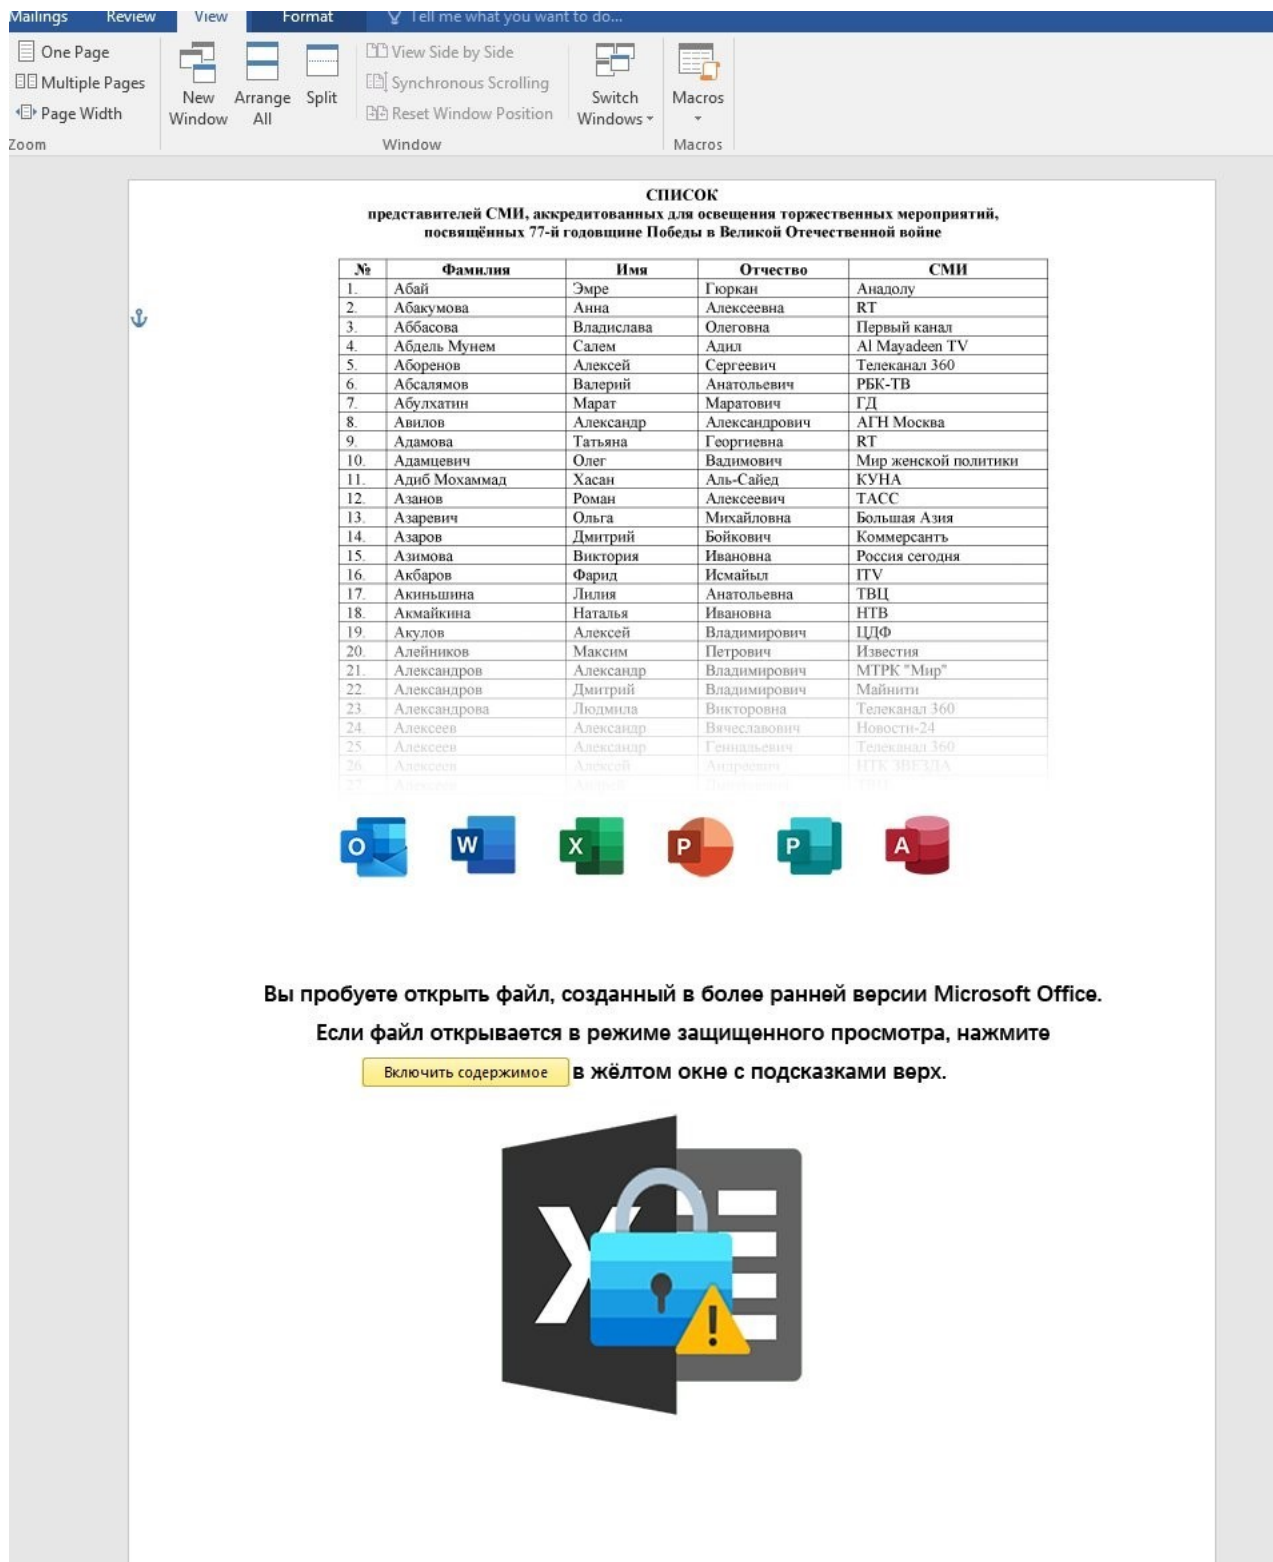 Mailings Review View Format Tell me what you want to do...
One Page
Multiple Pages
Page Width
New Window
Arrange All
Split
View Side by Side
Synchronous Scrolling
Reset Window Position
Switch Windows
Macros
Zoom Window Macros
СПИСОК
представителей СМИ, аккредитованных для освещения торжественных мероприятий,
посвящённых 77-й годовщине Победы в Великой Отечественной войне
№ Фамилия Имя Отчество СМИ
1. Абай Эмре Гюркан Анадолу
2. Абакумова Анна Алексеевна RT
3. Аббасова Владислава Олеговна Первый канал
4. Абдель Мунем Салем Адил Al Mayadeen TV
5. Аборенов Алексей Сергеевич Телеканал 360
6. Абсалямов Валерий Анатольевич РБК-ТВ
7. Абулхатин Марат Маратович ГД
8. Авилов Александр Александрович АГН Москва
9. Адамова Татьяна Георгиевна RT
10. Адамцевич Олег Вадимович Мир женской политики
11. Адиб Мохаммад Хасан Аль-Сайед КУНА
12. Азанов Роман Алексеевич ТАСС
13. Азаревич Ольга Михайловна Большая Азия
14. Азаров Дмитрий Бойкович Коммерсантъ
15. Азимова Виктория Ивановна Россия сегодня
16. Акбаров Фарид Исмайыл ITV
17. Акиньшина Лилия Анатольевна ТВЦ
18. Акмайкина Наталья Ивановна НТВ
19. Акулов Алексей Владимирович ЦДФ
20. Алейников Максим Петрович Известия
21. Александров Александр Владимирович МТРК "Мир"
22. Александров Дмитрий Владимирович Майнити
23. Александрова Людмила Викторовна Телеканал 360
24. Алексеев Александр Вячеславович Новости-24
25. Алексеев Александр Геннадьевич Телеканал 360
26. Алексеев Алексей Андреевич НТК ЗВЕЗДА
27. Алексеев Андрей
O W X P P A
Вы пробуете открыть файл, созданный в более ранней версии Microsoft Office.
Если файл открывается в режиме защищенного просмотра, нажмите
Включить содержимое в жёлтом окне с подсказками верх.
X